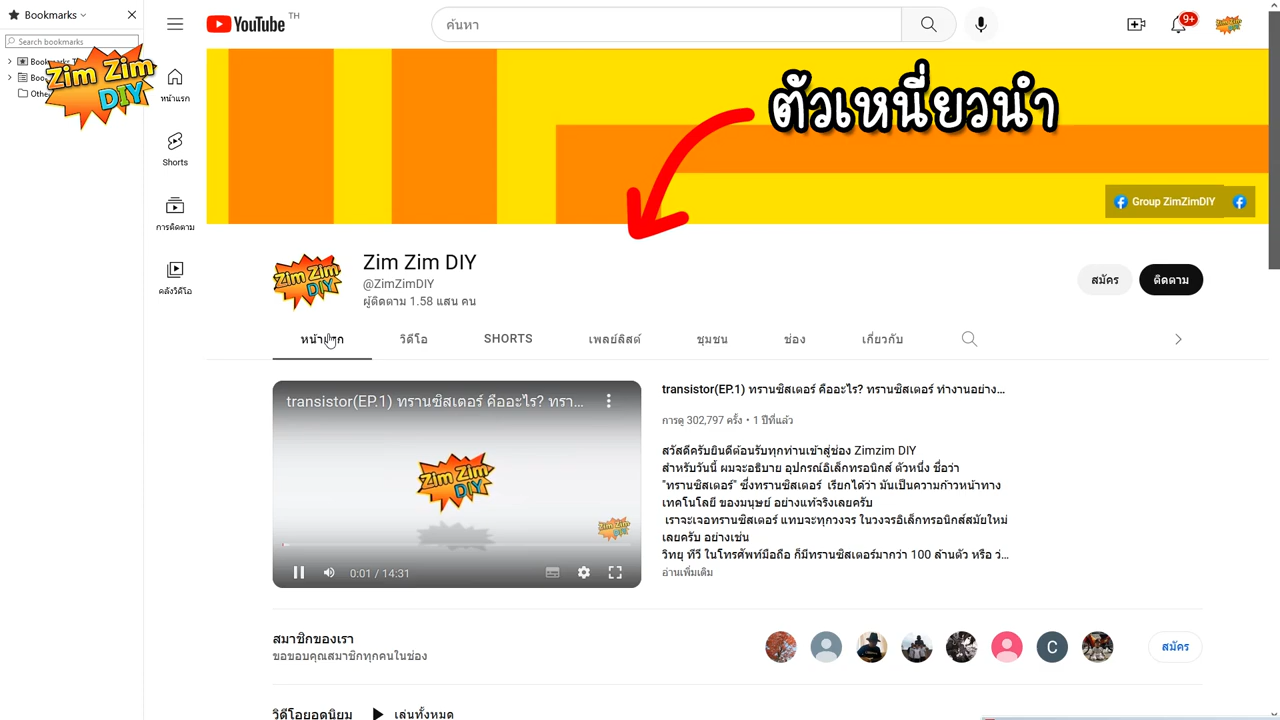 Bookmarks
Search bookmarks
Zim Zim
DIY
YouTube TH
ค้นหา
9+
ตัวเหนี่ยวนำ
หน้าแรก
Shorts
การติดตาม
คลังวิดีโอ
Group ZimZimDIY
Zim Zim
DIY
Zim Zim DIY
@ZimZimDIY
ผู้ติดตาม 1.58 แสน คน
สมัคร
ติดตาม
หน้าแรก วิดีโอ SHORTS เพลย์ลิสต์ ชุมชน ช่อง เกี่ยวกับ
transistor(EP.1) ทรานซิสเตอร์ คืออะไร? ทรา...
Zim Zim
DIY
0:01 / 14:31
transistor(EP.1) ทรานซิสเตอร์ คืออะไร? ทรานซิสเตอร์ ทำงานอย่าง...
การดู 302,797 ครั้ง • 1 ปีที่แล้ว
สวัสดีครับยินดีต้อนรับทุกท่านเข้าสู่ช่อง Zimzim DIY
สำหรับวันนี้ ผมจะอธิบาย อุปกรณ์อิเล็กทรอนิกส์ ตัวหนึ่ง ชื่อว่า
"ทรานซิสเตอร์" ซึ่งทรานซิสเตอร์ เรียกได้ว่า มันเป็นความก้าวหน้าทาง
เทคโนโลยี ของมนุษย์ อย่างแท้จริงเลยครับ
เราจะเจอทรานซิสเตอร์ แทบจะทุกวงจร ในวงจรอิเล็กทรอนิกส์สมัยใหม่
เลยครับ อย่างเช่น
วิทยุ ทีวี ในโทรศัพท์มือถือ ก็มีทรานซิสเตอร์มากว่า 100 ล้านตัว หรือ ว่...
อ่านเพิ่มเติม
สมาชิกของเรา
ขอขอบคุณสมาชิกทุกคนในช่อง
C
สมัคร
วิดีโอยอดนิยม
เล่นทั้งหมด